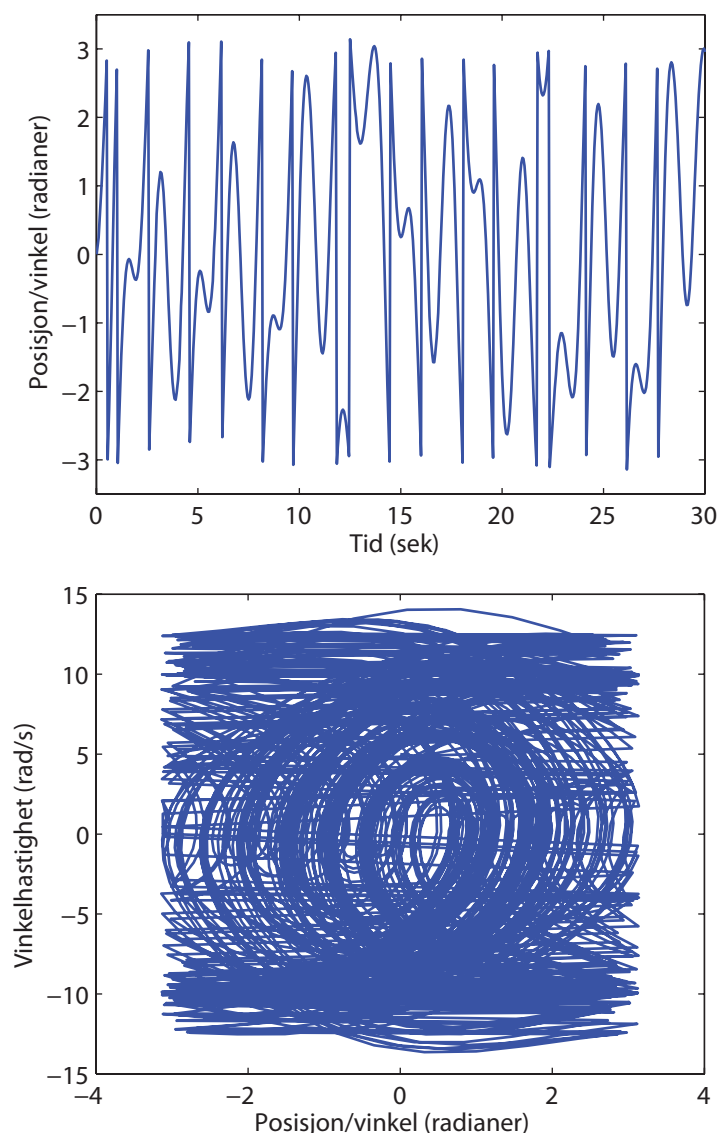 3
2
1
0
−1
−2
−3
Posisjon/vinkel (radianer)
0 5 10 15 20 25 30
Tid (sek)
15
10
5
0
−5
−10
−15
Vinkelhastighet (rad/s)
−4 −2 0 2 4
Posisjon/vinkel (radianer)